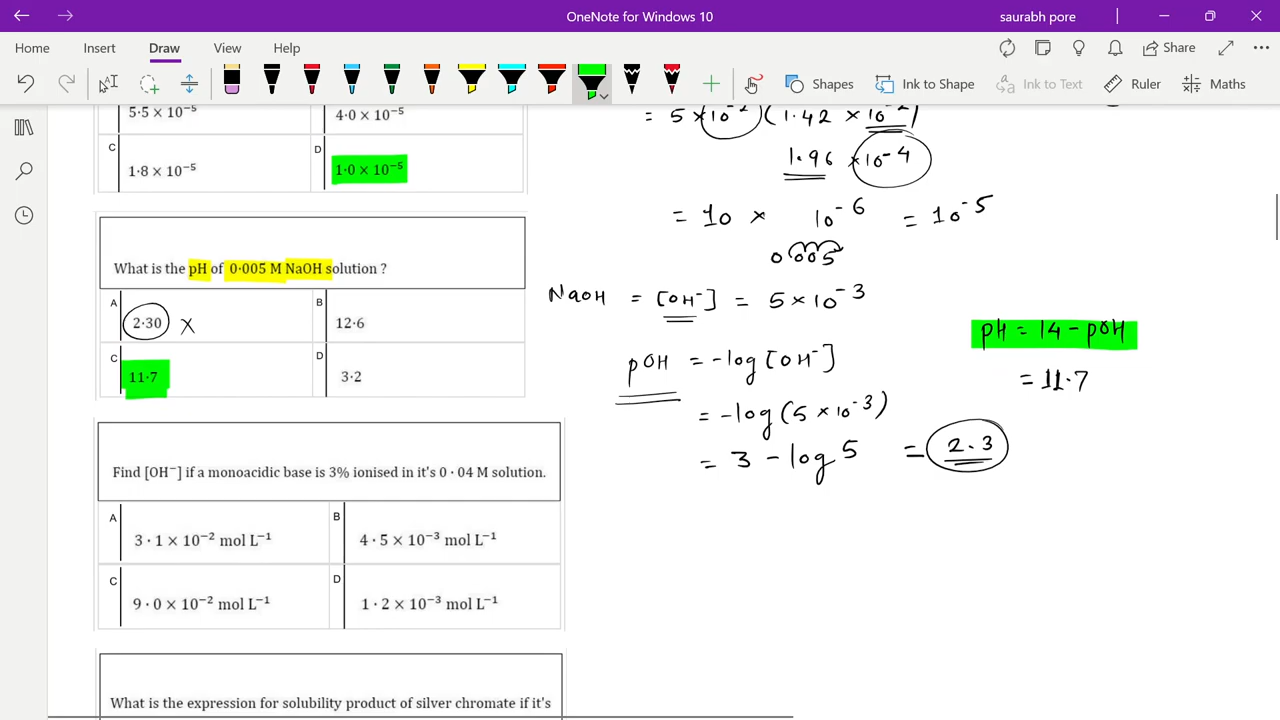 OneNote for Windows 10
saurabh pore
Home Insert Draw View Help
Share
Shapes Ink to Shape Ink to Text Ruler Maths
5·5 × 10⁻⁵
4·0 × 10⁻⁵
C
1·8 × 10⁻⁵
D
1·0 × 10⁻⁵
What is the pH of 0·005 M NaOH solution ?
A
2·30 X
B
12·6
C
11·7
D
3·2
Find [OH⁻] if a monoacidic base is 3% ionised in it's 0 · 04 M solution.
A
3 · 1 × 10⁻² mol L⁻¹
B
4 · 5 × 10⁻³ mol L⁻¹
C
9 · 0 × 10⁻² mol L⁻¹
D
1 · 2 × 10⁻³ mol L⁻¹
What is the expression for solubility product of silver chromate if it's
= 5 × 10⁻² (1.42 × 10⁻²)
1.96 × 10⁻⁴
= 10 × 10⁻⁶ = 10⁻⁵
0.005
NaOH = [OH⁻] = 5 × 10⁻³
pOH = -log [OH⁻]
= -log (5 × 10⁻³)
= 3 - log 5 = 2.3
pH = 14 - pOH
= 11.7